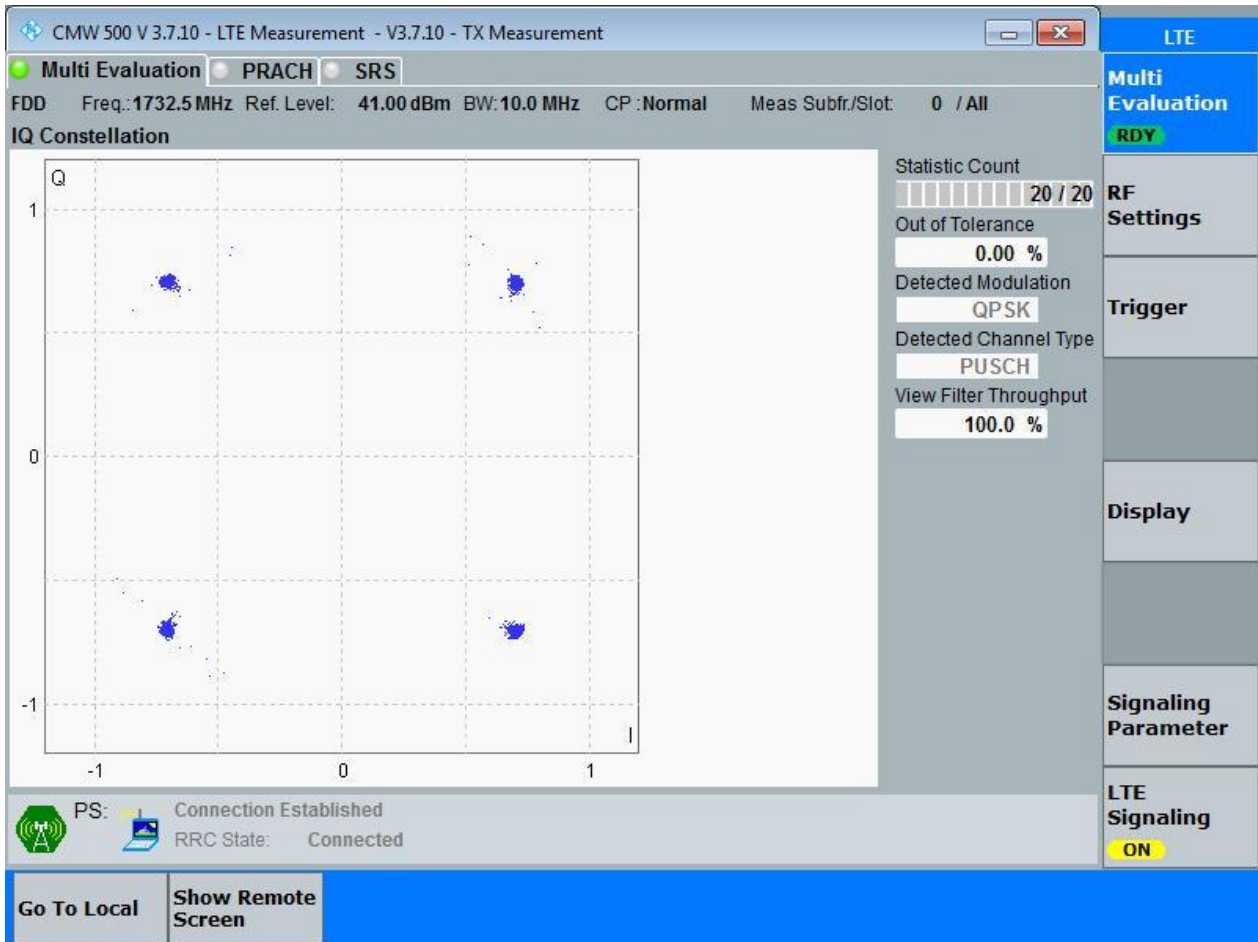 CMW 500 V 3.7.10 - LTE Measurement - V3.7.10 - TX Measurement
LTE
Multi Evaluation PRACH SRS
FDD Freq.: 1732.5 MHz Ref. Level: 41.00 dBm BW: 10.0 MHz CP : Normal Meas Subfr./Slot: 0 / All
IQ Constellation
Q
1
0
-1
-1 0 1
I
Statistic Count
20 / 20
Out of Tolerance
0.00 %
Detected Modulation
QPSK
Detected Channel Type
PUSCH
View Filter Throughput
100.0 %
Multi
Evaluation
RDY
RF
Settings
Trigger
Display
Signaling
Parameter
LTE
Signaling
ON
PS: Connection Established
RRC State: Connected
Go To Local
Show Remote
Screen